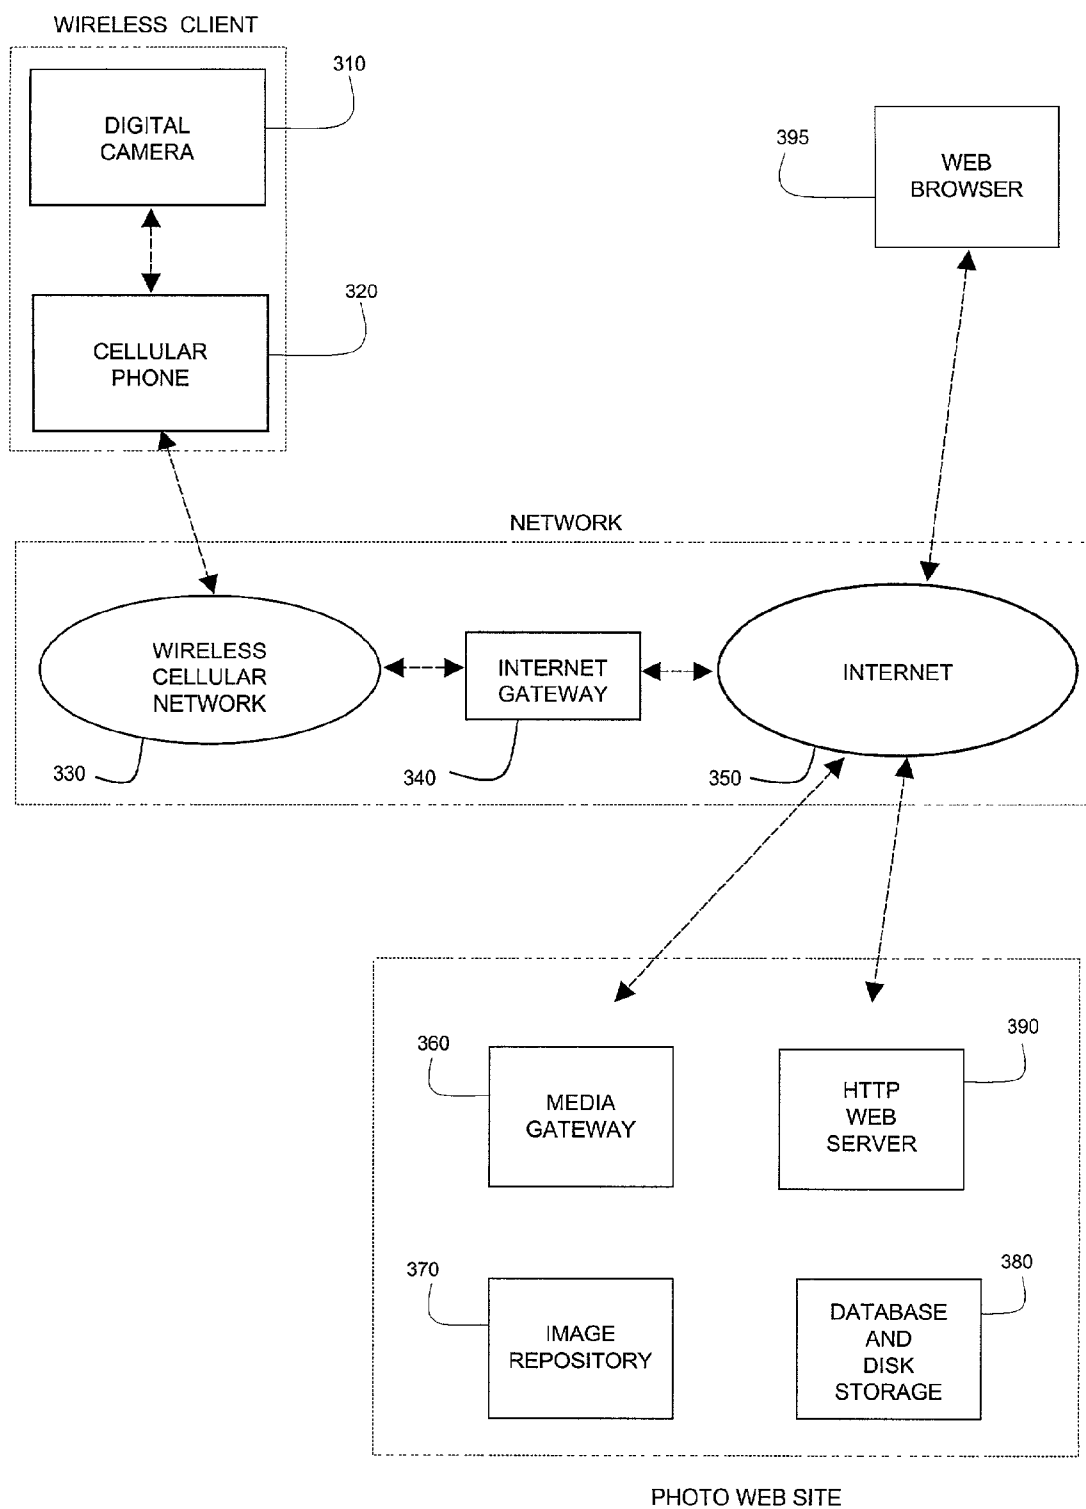 WIRELESS CLIENT
310
DIGITAL
CAMERA
395
WEB
BROWSER
320
CELLULAR
PHONE
NETWORK
WIRELESS
CELLULAR
NETWORK
INTERNET
GATEWAY
INTERNET
330
340
350
360
390
MEDIA
GATEWAY
HTTP
WEB
SERVER
370
380
IMAGE
REPOSITORY
DATABASE
AND
DISK
STORAGE
PHOTO WEB SITE